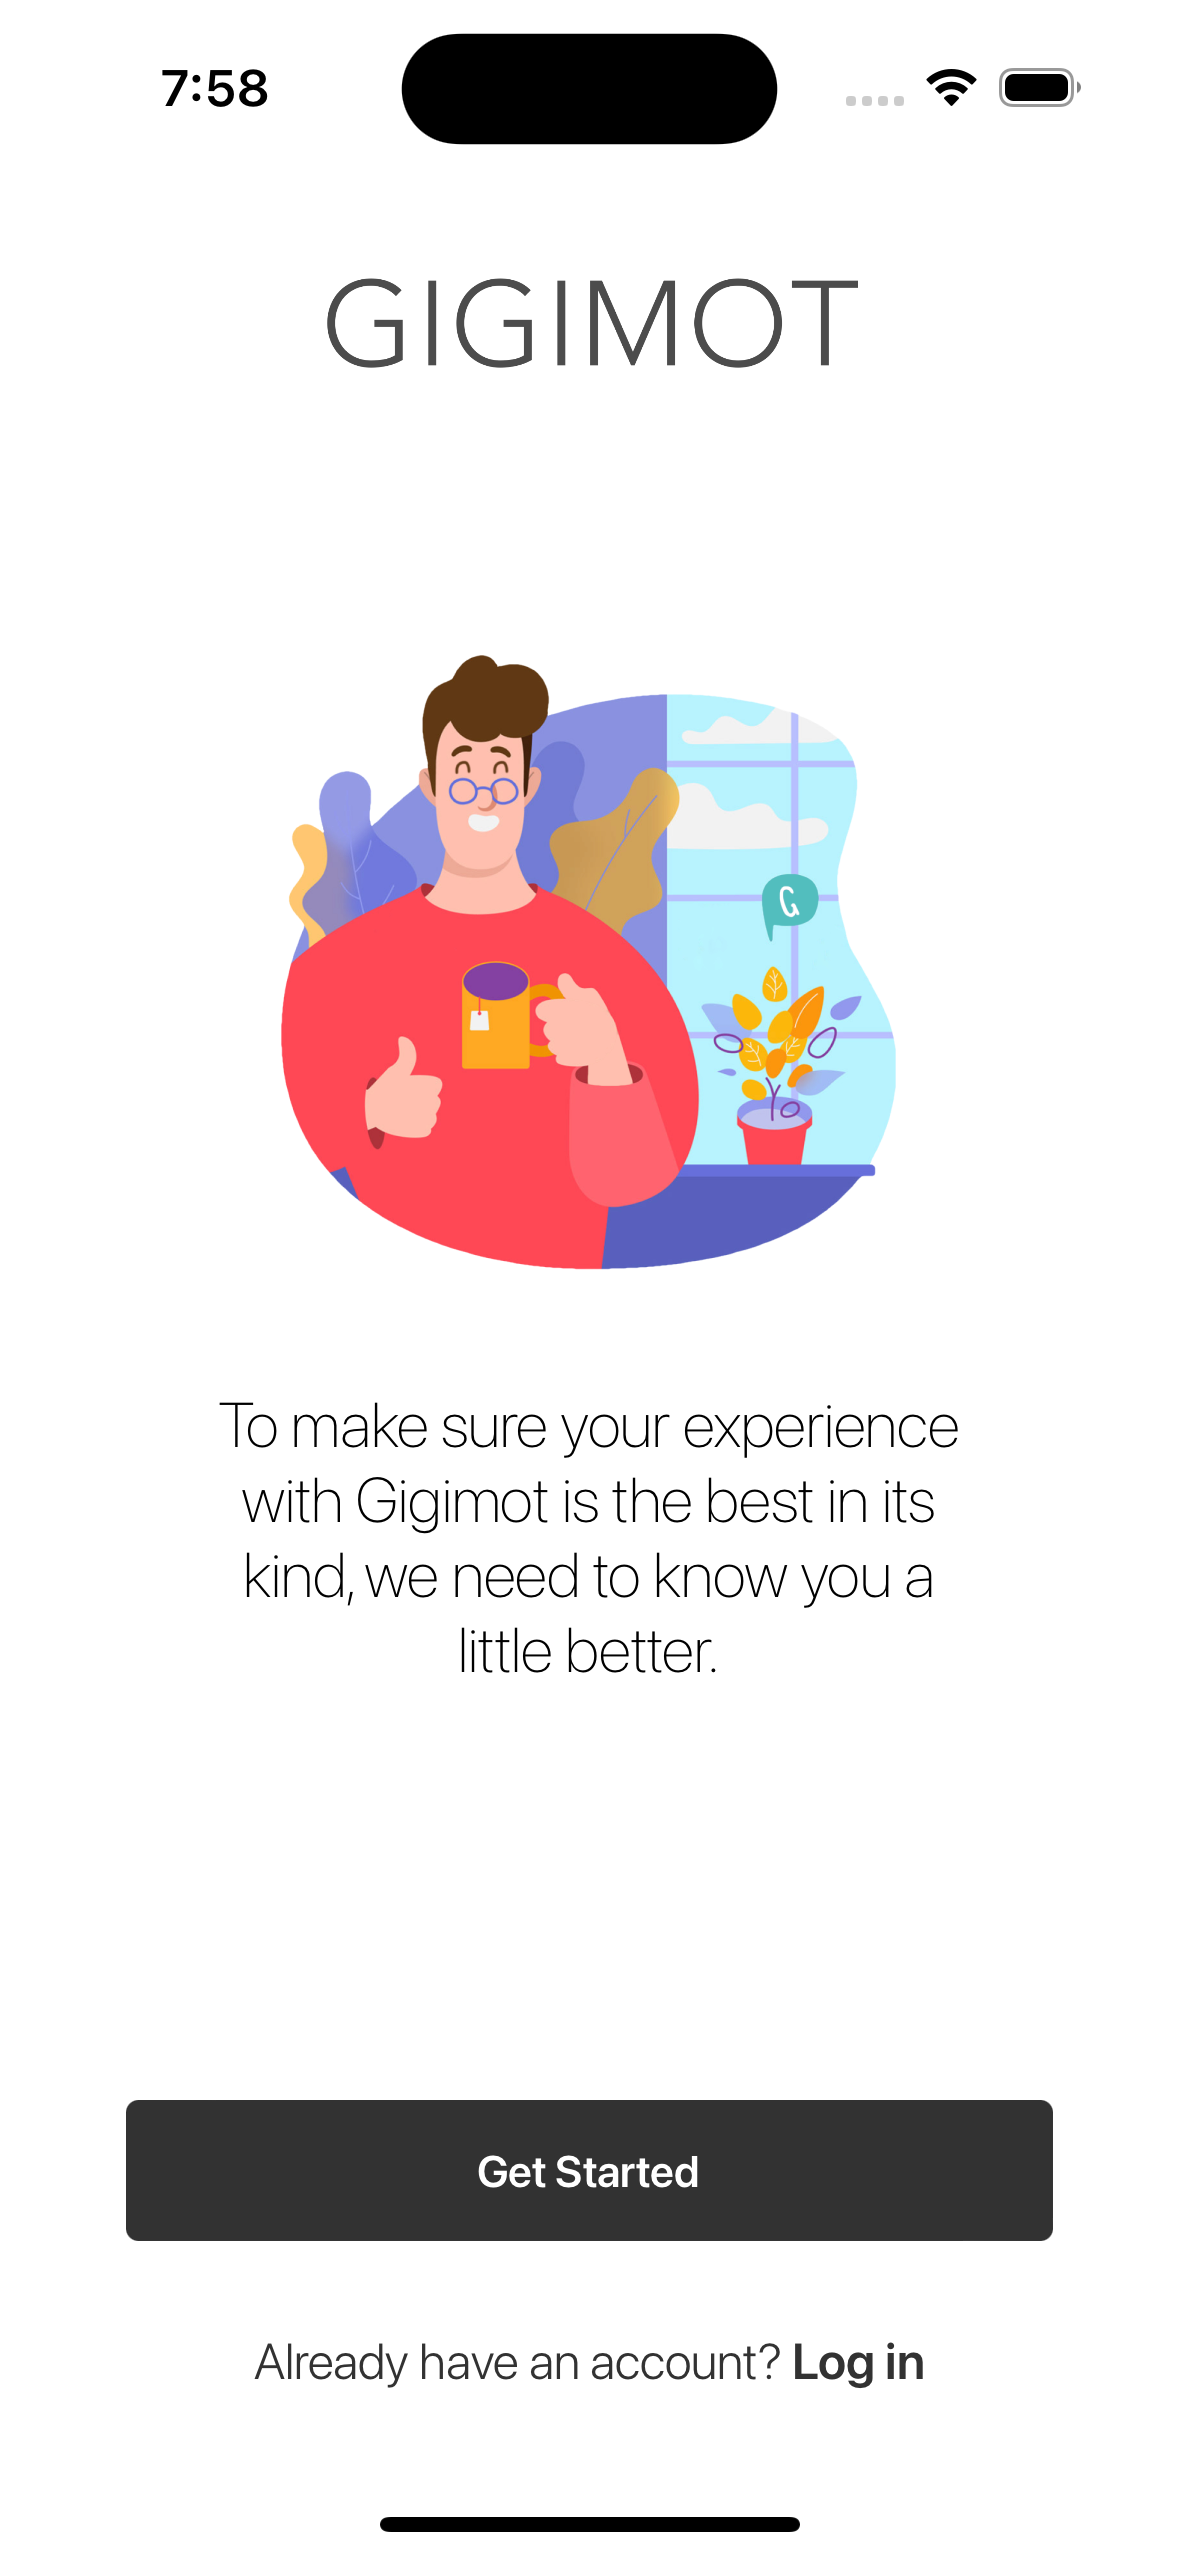 7:58
GIGIMOT
G
To make sure your experience
with Gigimot is the best in its
kind, we need to know you a
little better.
Get Started
Already have an account? Log in